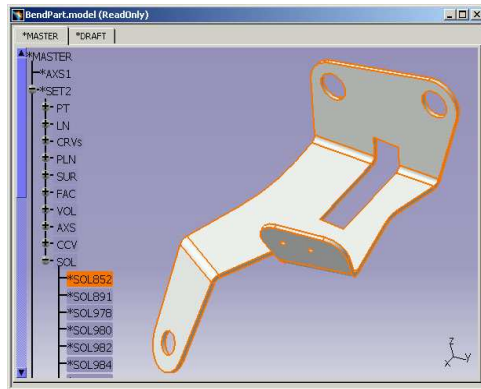 BendPart.model (ReadOnly)
*MASTER *DRAFT
*MASTER
*AXS1
*SET2
PT
LN
CRVs
PLN
SUR
FAC
VOL
AXS
CCV
SOL
*SOL852
*SOL891
*SOL978
*SOL980
*SOL982
*SOL984
z
x y